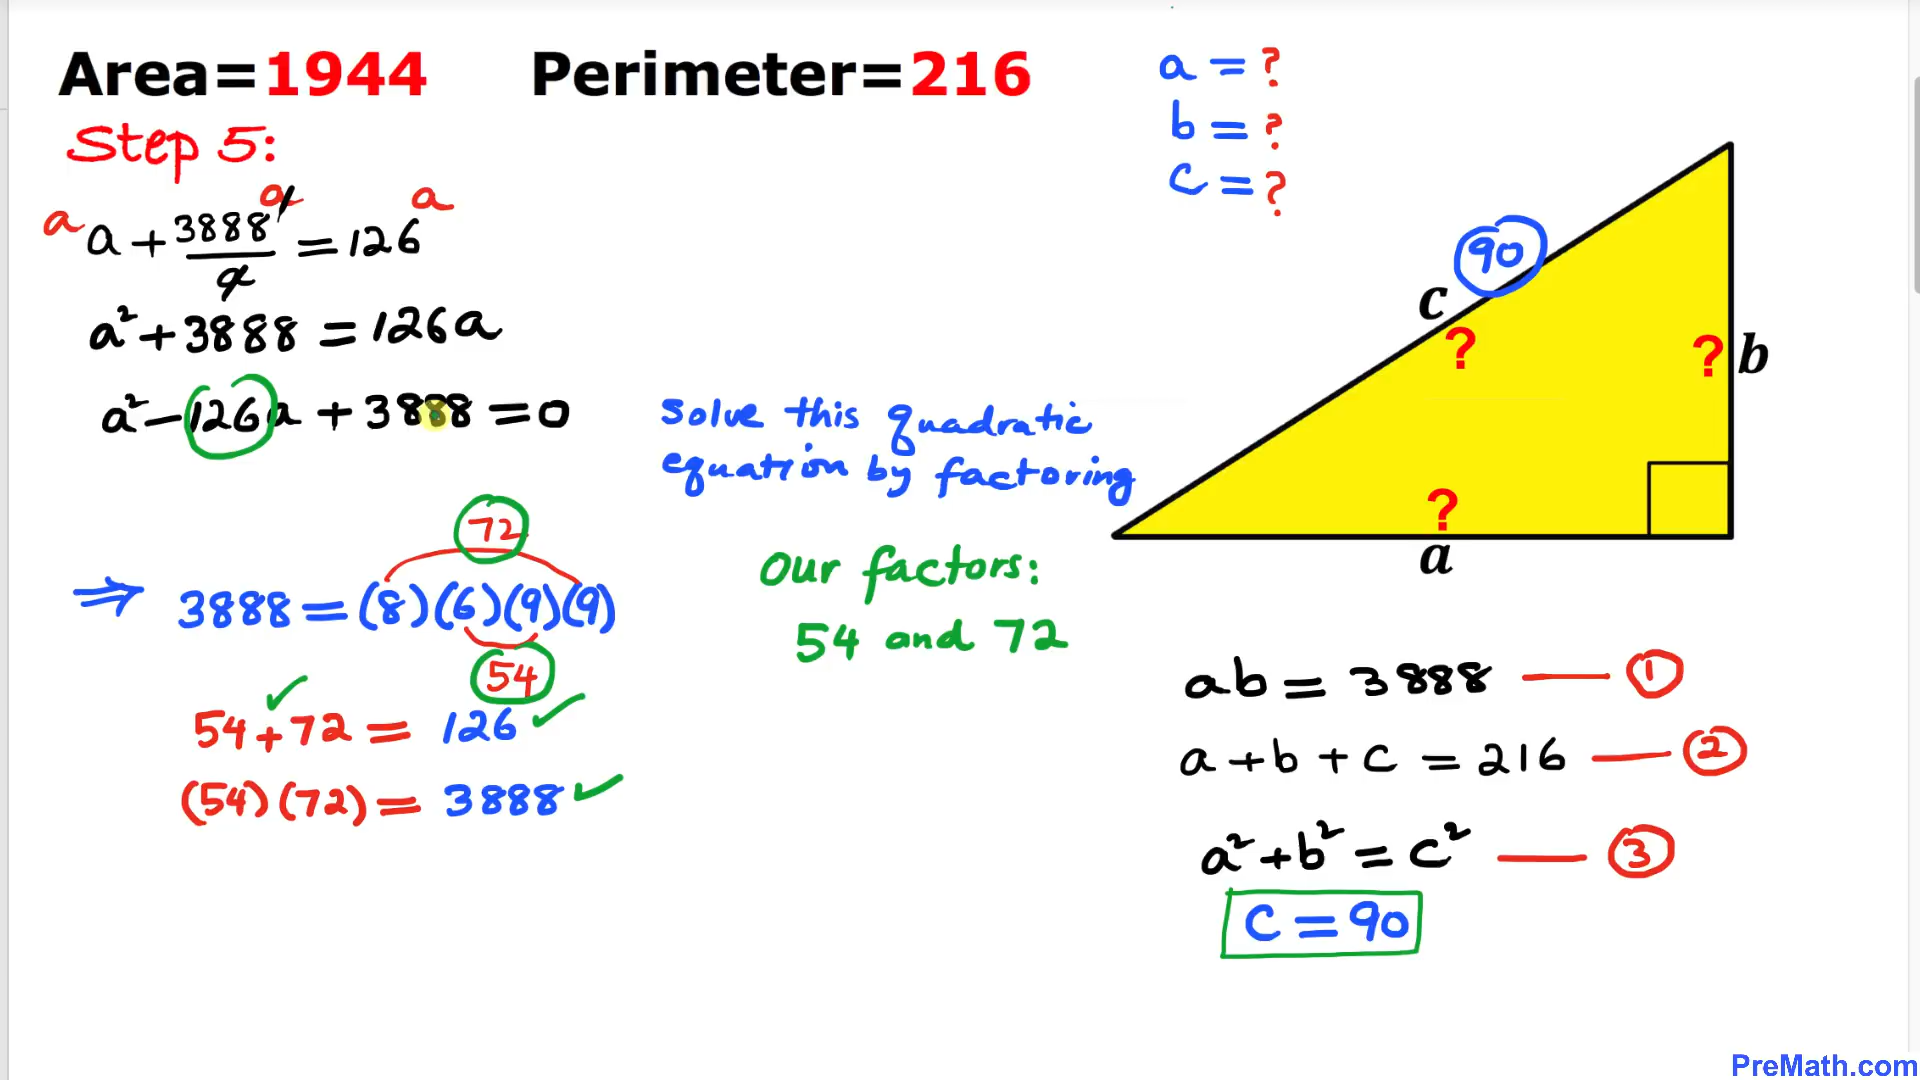 Area=1944 Perimeter=216
Step 5:
a a + 3888 a / a = 126 a
a² + 3888 = 126a
a² - 126a + 3888 = 0
Solve this quadratic
equation by factoring
72
⇒ 3888 = (8)(6)(9)(9)
54
54 + 72 = 126 ✓
(54)(72) = 3888 ✓
Our factors:
54 and 72
a = ?
b = ?
c = ?
90
c
?
? b
?
a
ab = 3888 — 1
a + b + c = 216 — 2
a² + b² = c² — 3
C = 90
PreMath.com